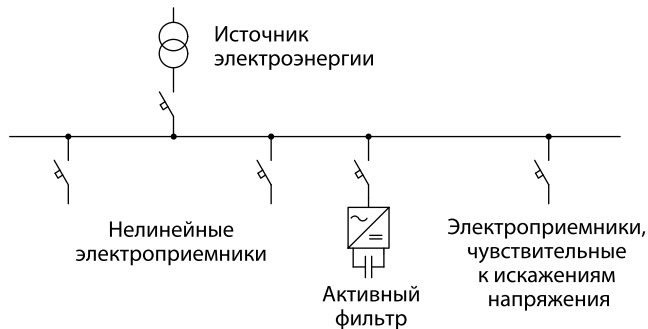 Источник
электроэнергии
Нелинейные
электроприемники
Активный
фильтр
Электроприемники,
чувствительные
к искажениям
напряжения